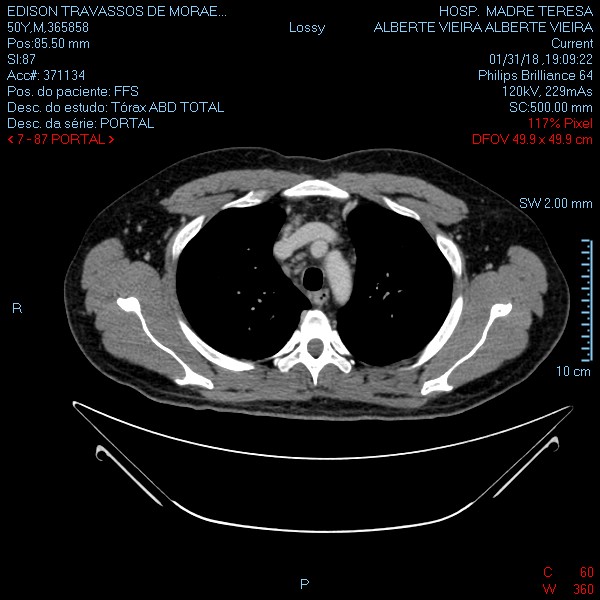 EDISON TRAVASSOS DE MORAE...
50Y,M,365858
Pos:85.50 mm
SI:87
Acc#: 371134
Pos. do paciente: FFS
Desc. do estudo: Tórax ABD TOTAL
Desc. da série: PORTAL
< 7 - 87 PORTAL >
Lossy
HOSP. MADRE TERESA
ALBERTE VIEIRA ALBERTE VIEIRA
Current
01/31/18 ,19:09:22
Philips Brilliance 64
120kV, 229mAs
SC:500.00 mm
117% Pixel
DFOV 49.9 x 49.9 cm
SW 2.00 mm
R
10 cm
P
C 60
W 360